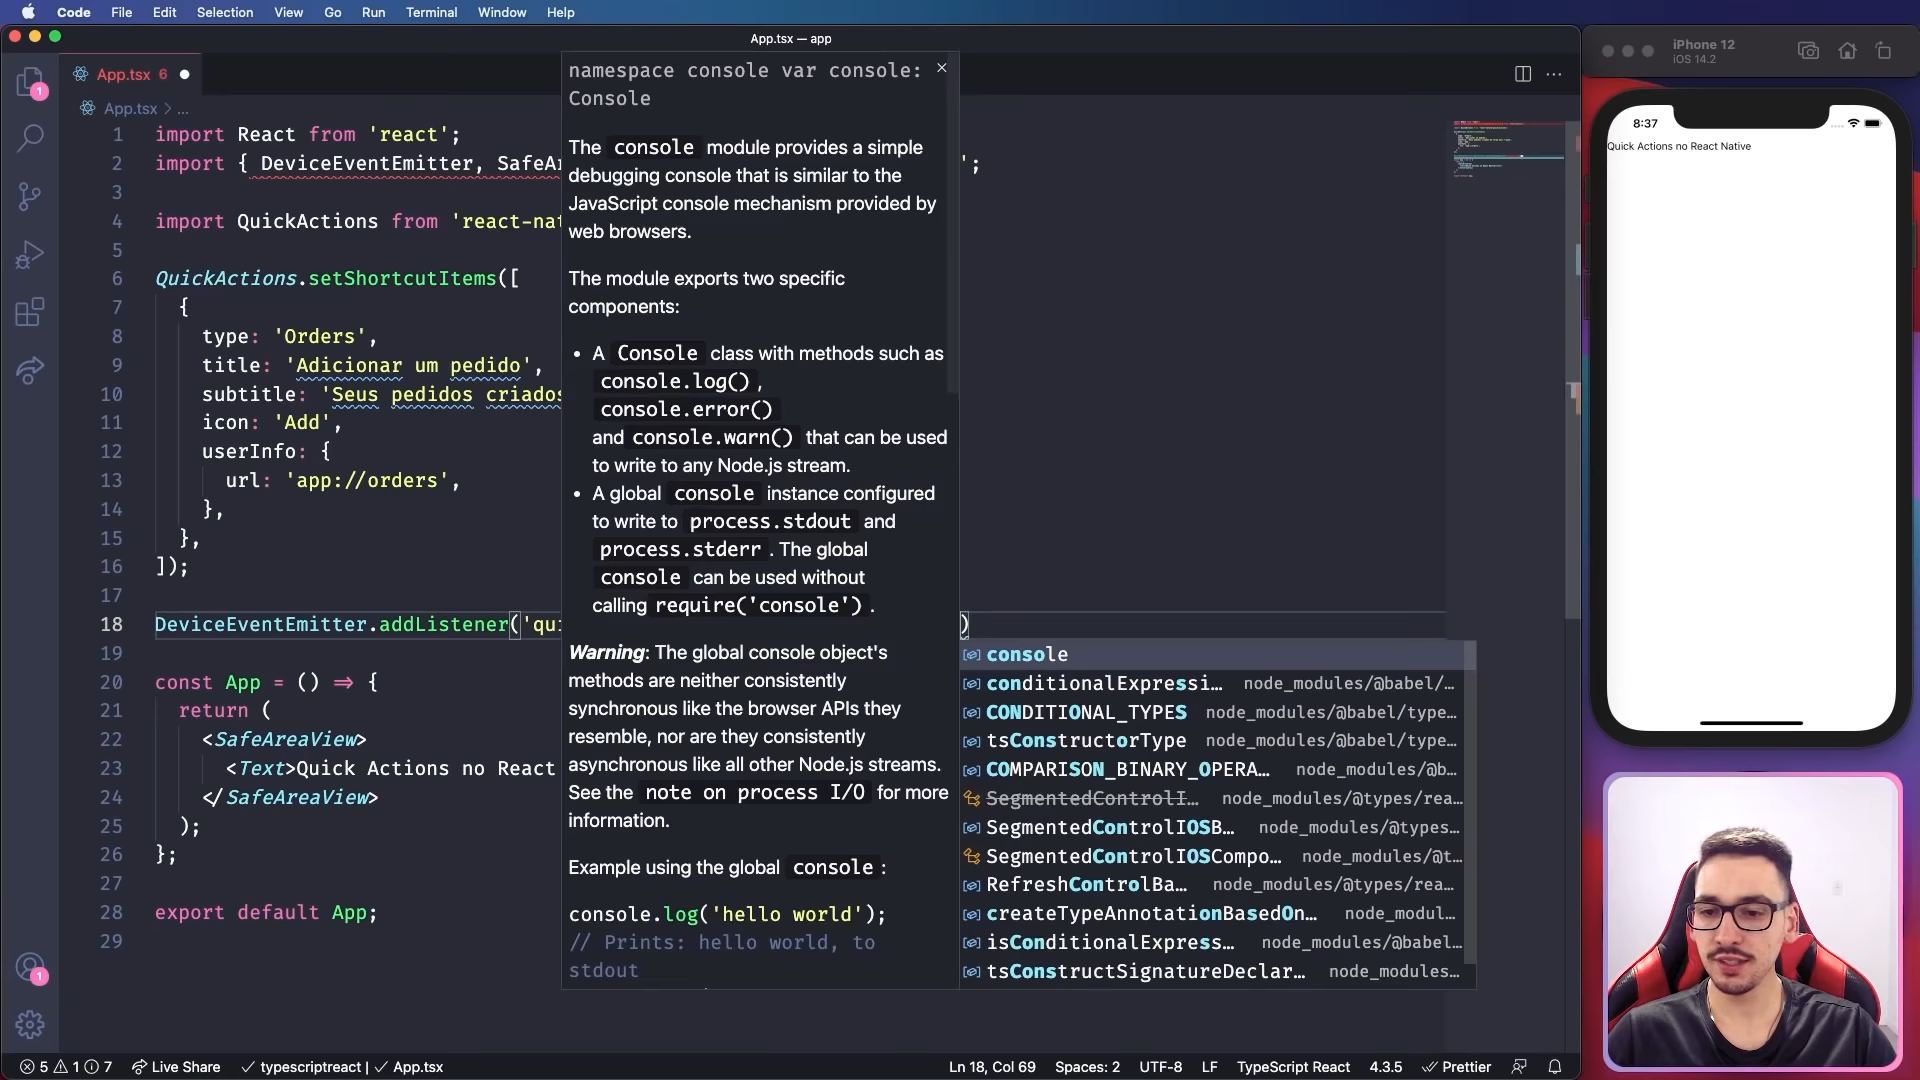 Code File Edit Selection View Go Run Terminal Window Help
App.tsx — app
iPhone 12
iOS 14.2
App.tsx 6
App.tsx > ...
1 import React from 'react';
2 import { DeviceEventEmitter, SafeAr ';
3
4 import QuickActions from 'react-nat
5
6 QuickActions.setShortcutItems([
7 {
8 type: 'Orders',
9 title: 'Adicionar um pedido',
10 subtitle: 'Seus pedidos criados
11 icon: 'Add',
12 userInfo: {
13 url: 'app://orders',
14 },
15 },
16 ]);
17
18 DeviceEventEmitter.addListener('qui )
19
20 const App = () => {
21 return (
22 <SafeAreaView>
23 <Text>Quick Actions no React
24 </SafeAreaView>
25 );
26 };
27
28 export default App;
29
namespace console var console:
Console
The console module provides a simple
debugging console that is similar to the
JavaScript console mechanism provided by
web browsers.
The module exports two specific
components:
• A Console class with methods such as
console.log() ,
console.error()
and console.warn() that can be used
to write to any Node.js stream.
• A global console instance configured
to write to process.stdout and
process.stderr . The global
console can be used without
calling require('console') .
Warning: The global console object's
methods are neither consistently
synchronous like the browser APIs they
resemble, nor are they consistently
asynchronous like all other Node.js streams.
See the note on process I/O for more
information.
Example using the global console :
console.log('hello world');
// Prints: hello world, to
stdout
console
conditionalExpressi… node_modules/@babel/…
CONDITIONAL_TYPES node_modules/@babel/type…
tsConstructorType node_modules/@babel/type…
COMPARISON_BINARY_OPERA… node_modules/@b…
SegmentedControlI… node_modules/@types/rea…
SegmentedControlIOSB… node_modules/@types…
SegmentedControlIOSCompo… node_modules/@t…
RefreshControlBa… node_modules/@types/rea…
createTypeAnnotationBasedOn… node_modul…
isConditionalExpress… node_modules/@babel…
tsConstructSignatureDeclar… node_modules…
8:37
Quick Actions no React Native
1
1
5 1 7 Live Share typescriptreact | App.tsx Ln 18, Col 69 Spaces: 2 UTF-8 LF TypeScript React 4.3.5 Prettier